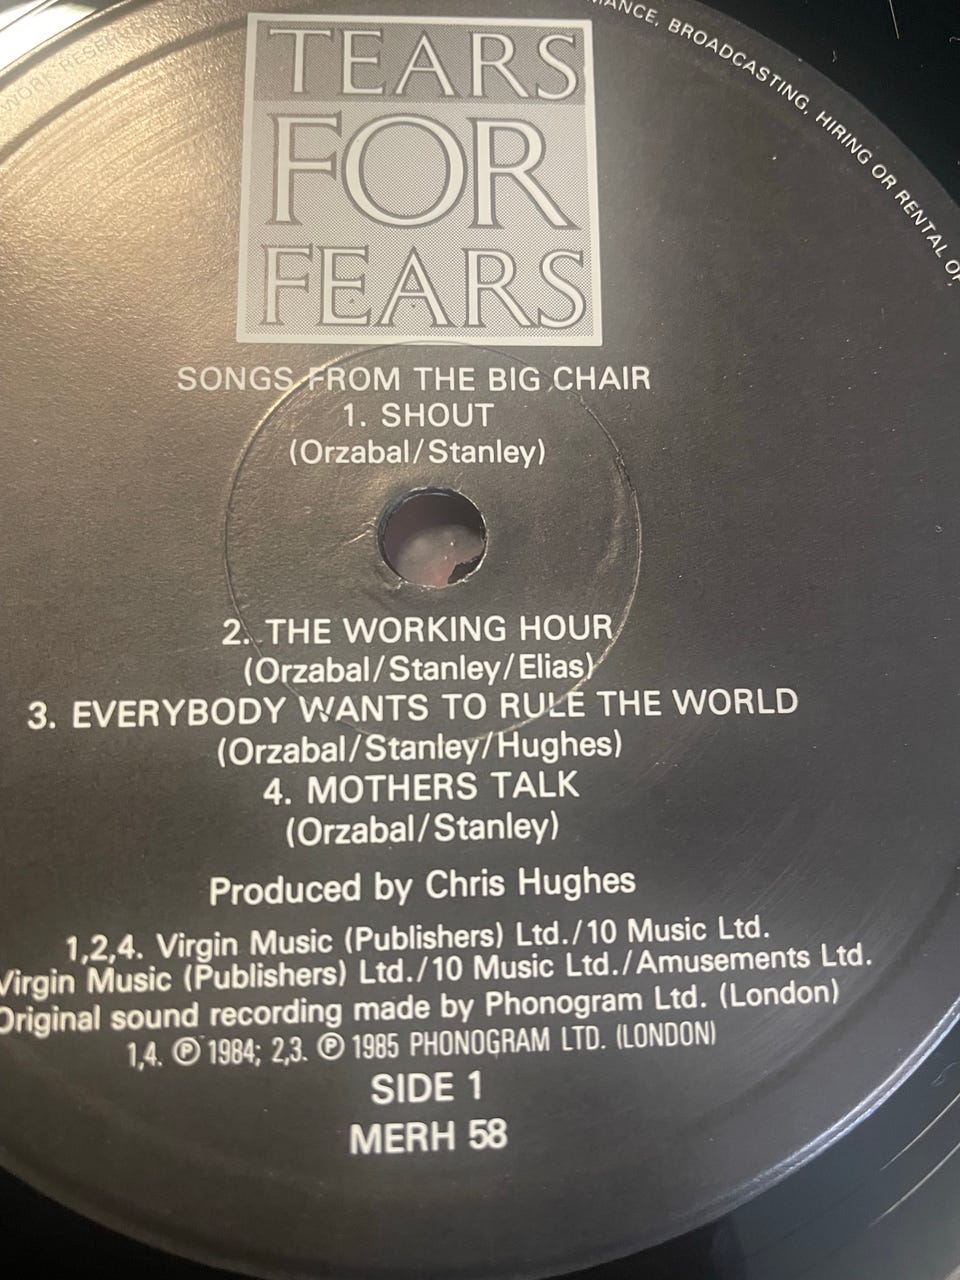 TEARS
FOR
FEARS
BROADCASTING, HIRING OR RENTAL
SONGS FROM THE BIG CHAIR
1. SHOUT
(Orzabal/Stanley)
2. THE WORKING HOUR
(Orzabal/Stanley/Elias)
3. EVERYBODY WANTS TO RULE THE WORLD
(Orzabal/Stanley/Hughes)
4. MOTHERS TALK
(Orzabal/Stanley)
Produced by Chris Hughes
1,2,4. Virgin Music (Publishers) Ltd./10 Music Ltd.
Virgin Music (Publishers) Ltd./10 Music Ltd./Amusements Ltd.
Original sound recording made by Phonogram Ltd. (London)
1,4. ℗ 1984; 2,3. ℗ 1985 PHONOGRAM LTD. (LONDON)
SIDE 1
MERH 58